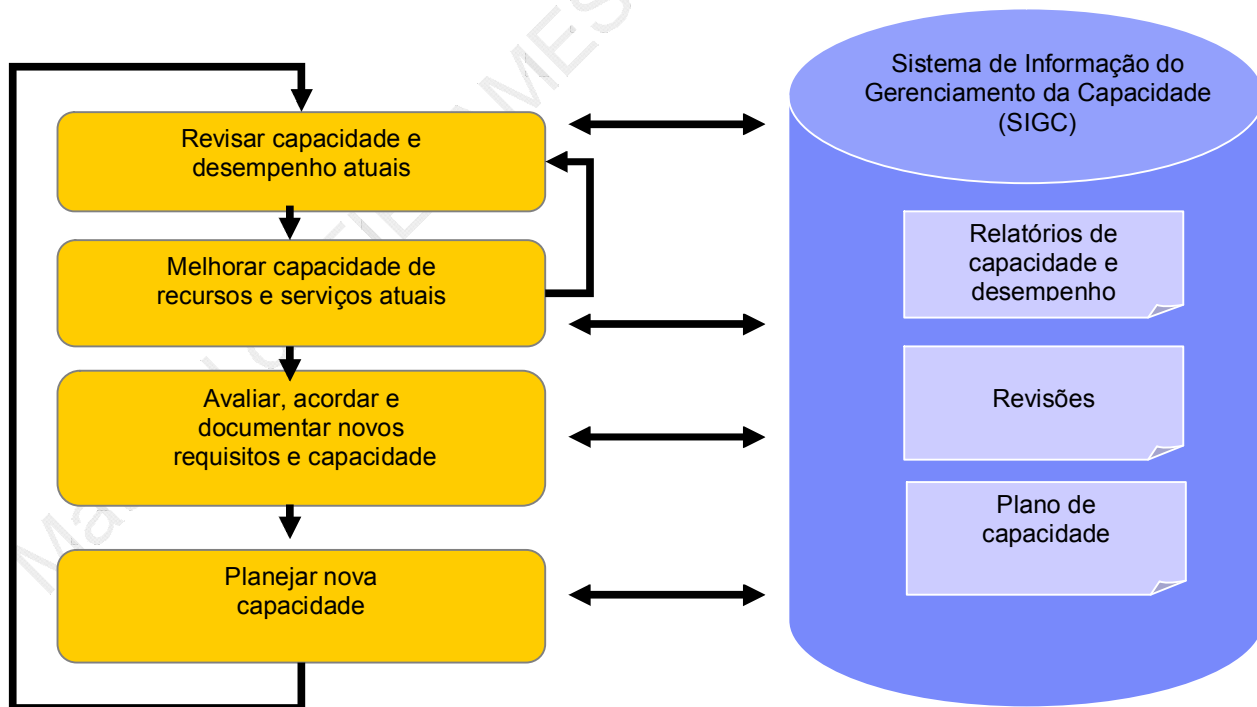 Revisar capacidade e
desempenho atuais
Melhorar capacidade de
recursos e serviços atuais
Avaliar, acordar e
documentar novos
requisitos e capacidade
Planejar nova
capacidade
Sistema de Informação do
Gerenciamento da Capacidade
(SIGC)
Relatórios de
capacidade e
desempenho
Revisões
Plano de
capacidade